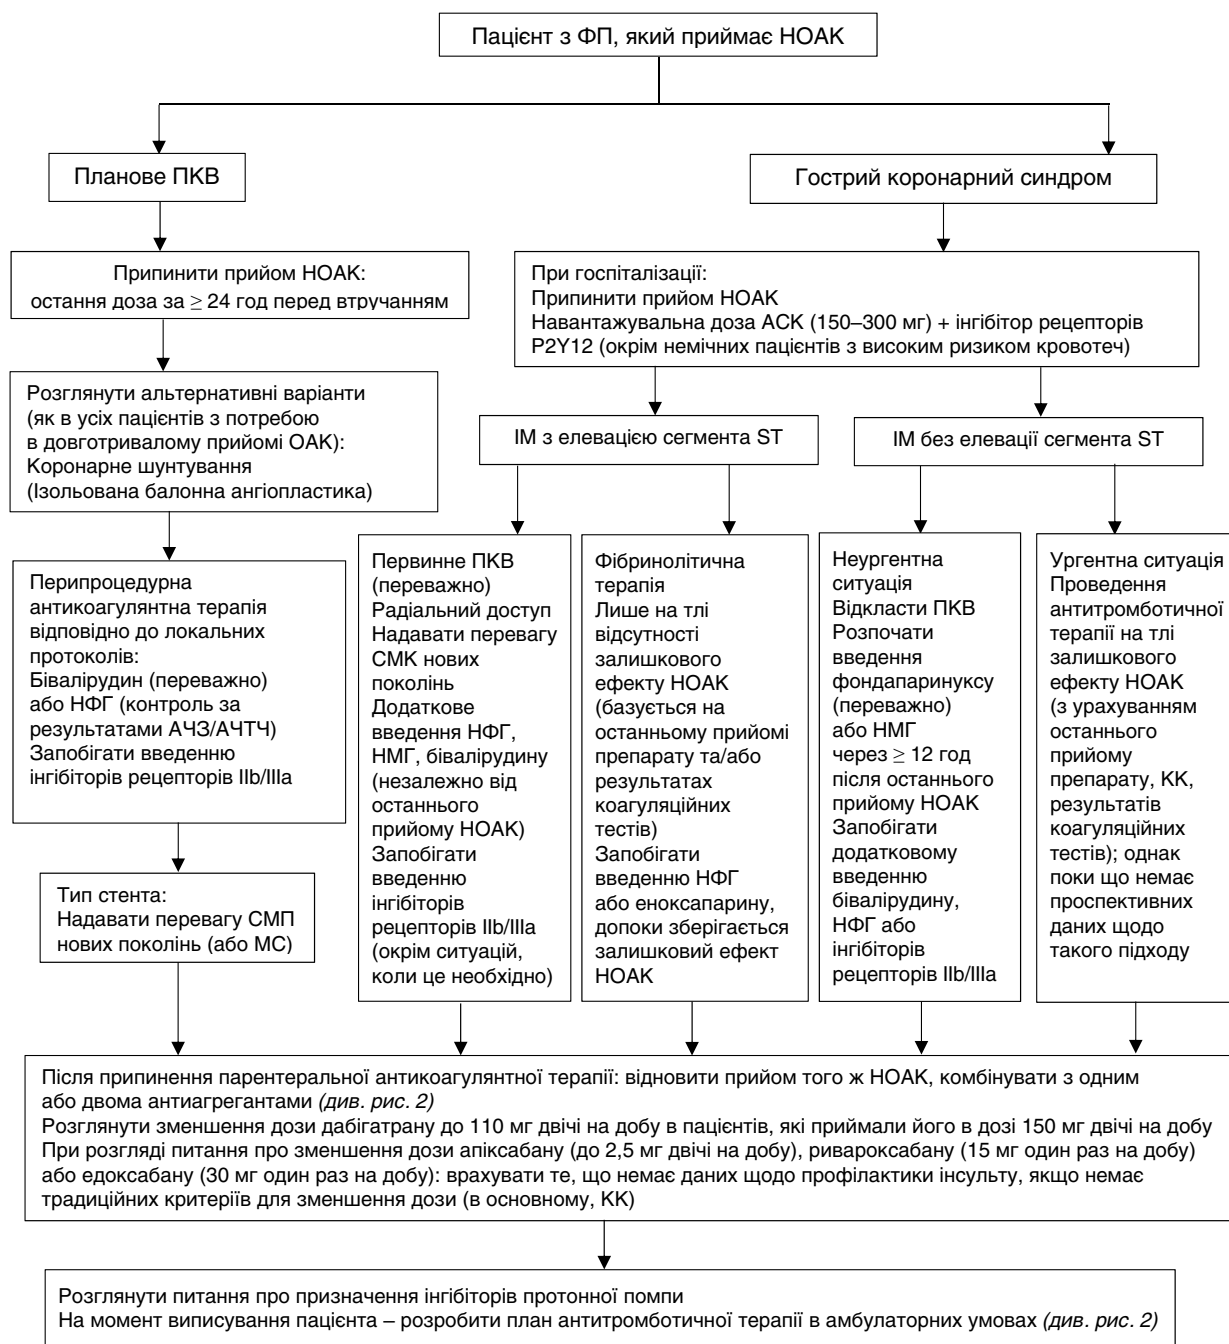 Пацієнт з ФП, який приймає НОАК
Планове ПКВ
Гострий коронарний синдром
Припинити прийом НОАК:
остання доза за ≥ 24 год перед втручанням
При госпіталізації:
Припинити прийом НОАК
Навантажувальна доза АСК (150–300 мг) + інгібітор рецепторів
P2Y12 (окрім немічних пацієнтів з високим ризиком кровотеч)
Розглянути альтернативні варіанти
(як в усіх пацієнтів з потребою
в довготривалому прийомі ОАК):
Коронарне шунтування
(Ізольована балонна ангіопластика)
ІМ з елевацією сегмента ST
ІМ без елевації сегмента ST
Перипроцедурна
антикоагулянтна терапія
відповідно до локальних
протоколів:
Бівалірудин (переважно)
або НФГ (контроль за
результатами АЧЗ/АЧТЧ)
Запобігати введенню
інгібіторів рецепторів IIb/IIIa
Первинне ПКВ
(переважно)
Радіальний доступ
Надавати перевагу
СМК нових
поколінь
Додаткове
введення НФГ,
НМГ, бівалірудину
(незалежно від
останнього
прийому НОАК)
Запобігати
введенню
інгібіторів
рецепторів IIb/IIIa
(окрім ситуацій,
коли це необхідно)
Фібринолітична
терапія
Лише на тлі
відсутності
залишкового
ефекту НОАК
(базується на
останньому прийомі
препарату та/або
результатах
коагуляційних
тестів)
Запобігати
введенню НФГ
або еноксапарину,
допоки зберігається
залишковий ефект
НОАК
Неургентна
ситуація
Відкласти ПКВ
Розпочати
введення
фондапаринуксу
(переважно)
або НМГ
через ≥ 12 год
після останнього
прийому НОАК
Запобігати
додатковому
введенню
бівалірудину,
НФГ або
інгібіторів
рецепторів IIb/IIIa
Ургентна ситуація
Проведення
антитромботичної
терапії на тлі
залишкового
ефекту НОАК
(з урахуванням
останнього
прийому
препарату, КК,
результатів
коагуляційних
тестів); однак
поки що немає
проспективних
даних щодо
такого підходу
Тип стента:
Надавати перевагу СМП
нових поколінь (або МС)
Після припинення парентеральної антикоагулянтної терапії: відновити прийом того ж НОАК, комбінувати з одним
або двома антиагрегантами (див. рис. 2)
Розглянути зменшення дози дабігатрану до 110 мг двічі на добу в пацієнтів, які приймали його в дозі 150 мг двічі на добу
При розгляді питання про зменшення дози апіксабану (до 2,5 мг двічі на добу), ривароксабану (15 мг один раз на добу)
або едоксабану (30 мг один раз на добу): врахувати те, що немає даних щодо профілактики інсульту, якщо немає
традиційних критеріїв для зменшення дози (в основному, КК)
Розглянути питання про призначення інгібіторів протонної помпи
На момент виписування пацієнта – розробити план антитромботичної терапії в амбулаторних умовах (див. рис. 2)